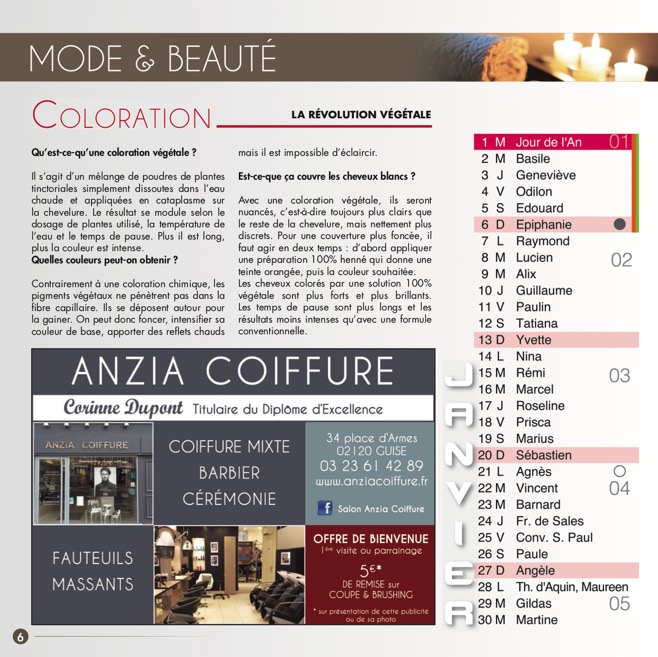 MODE & BEAUTÉ
COLORATION
LA RÉVOLUTION VÉGÉTALE
Qu'est-ce-qu'une coloration végétale ?
Il s'agit d'un mélange de poudres de plantes
tinctoriales simplement dissoutes dans l'eau
chaude et appliquées en cataplasme sur
la chevelure. Le résultat se module selon le
dosage de plantes utilisé, la température de
l'eau et le temps de pause. Plus il est long,
plus la couleur est intense.
Quelles couleurs peut-on obtenir ?
Contrairement à une coloration chimique, les
pigments végétaux ne pénètrent pas dans la
fibre capillaire. Ils se déposent autour pour
la gainer. On peut donc foncer, intensifier sa
couleur de base, apporter des reflets chauds
mais il est impossible d'éclaircir.
Est-ce-que ça couvre les cheveux blancs ?
Avec une coloration végétale, ils seront
nuancés, c'est-à-dire toujours plus clairs que
le reste de la chevelure, mais nettement plus
discrets. Pour une couverture plus foncée, il
faut agir en deux temps : d'abord appliquer
une préparation 100% henné qui donne une
teinte orangée, puis la couleur souhaitée.
Les cheveux colorés par une solution 100%
végétale sont plus forts et plus brillants.
Les temps de pause sont plus longs et les
résultats moins intenses qu'avec une formule
conventionnelle.
ANZIA COIFFURE
Corinne Dupont Titulaire du Diplôme d'Excellence
ANZIA COIFFURE
COIFFURE MIXTE
BARBIER
CÉRÉMONIE
34 place d'Armes
02120 GUISE
03 23 61 42 89
www.anziacoiffure.fr
f Salon Anzia Coiffure
FAUTEUILS
MASSANTS
OFFRE DE BIENVENUE
1ère visite ou parrainage
5€*
DE REMISE sur
COUPE & BRUSHING
* sur présentation de cette publicité
ou de sa photo
JANVIER
1 M Jour de l'An 01
2 M Basile
3 J Geneviève
4 V Odilon
5 S Edouard
6 D Epiphanie
7 L Raymond
8 M Lucien 02
9 M Alix
10 J Guillaume
11 V Paulin
12 S Tatiana
13 D Yvette
14 L Nina
15 M Rémi 03
16 M Marcel
17 J Roseline
18 V Prisca
19 S Marius
20 D Sébastien
21 L Agnès
22 M Vincent 04
23 M Barnard
24 J Fr. de Sales
25 V Conv. S. Paul
26 S Paule
27 D Angèle
28 L Th. d'Aquin, Maureen
29 M Gildas 05
30 M Martine
6